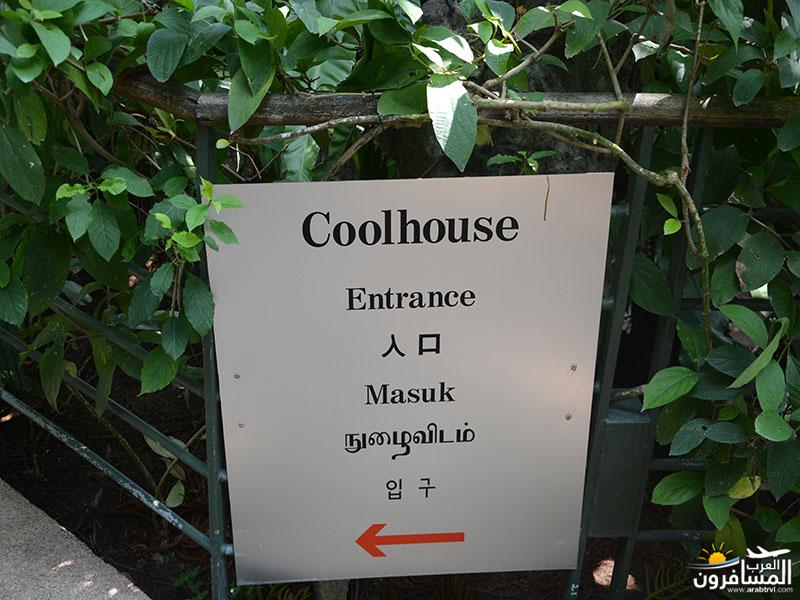 Coolhouse
Entrance
入口
Masuk
நுழைவிடம்
입구
العرب
المسافرون
www.arabtrvl.com